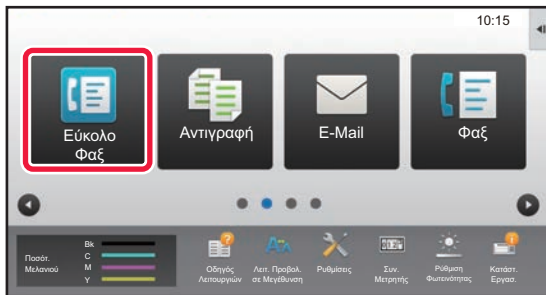 10:15
Εύκολο
Φαξ
Αντιγραφή
E-Mail
Φαξ
Ποσότ.
Μελανιού
Bk
C
M
Y
Οδηγός
Λειτουργιών
Λειτ. Προβολ.
σε Μεγέθυνση
Ρυθμίσεις
Συν.
Μετρητής
Ρύθμιση
Φωτεινότητας
Κατάστ.
Εργασ.